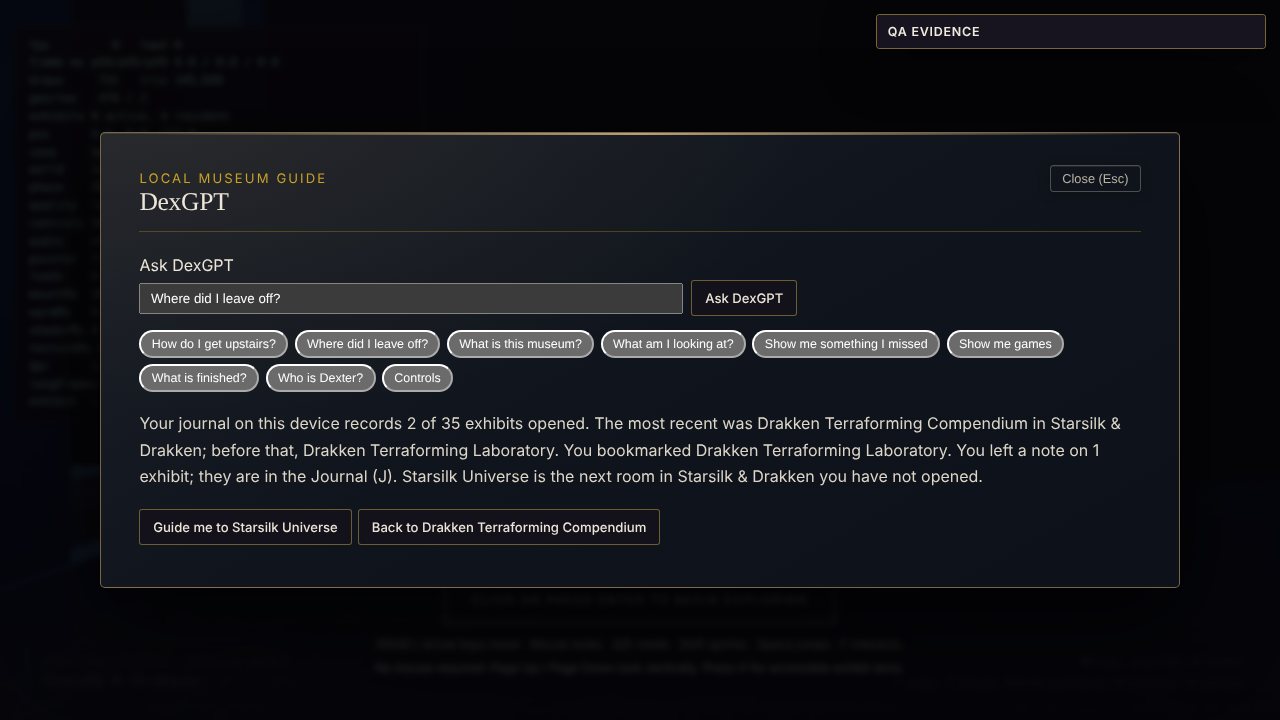 QA EVIDENCE
LOCAL MUSEUM GUIDE
DexGPT
Close (Esc)
Ask DexGPT
Where did I leave off?
Ask DexGPT
How do I get upstairs?
Where did I leave off?
What is this museum?
What am I looking at?
Show me something I missed
Show me games
What is finished?
Who is Dexter?
Controls
Your journal on this device records 2 of 35 exhibits opened. The most recent was Drakken Terraforming Compendium in Starsilk &
Drakken; before that, Drakken Terraforming Laboratory. You bookmarked Drakken Terraforming Laboratory. You left a note on 1
exhibit; they are in the Journal (J). Starsilk Universe is the next room in Starsilk & Drakken you have not opened.
Guide me to Starsilk Universe
Back to Drakken Terraforming Compendium